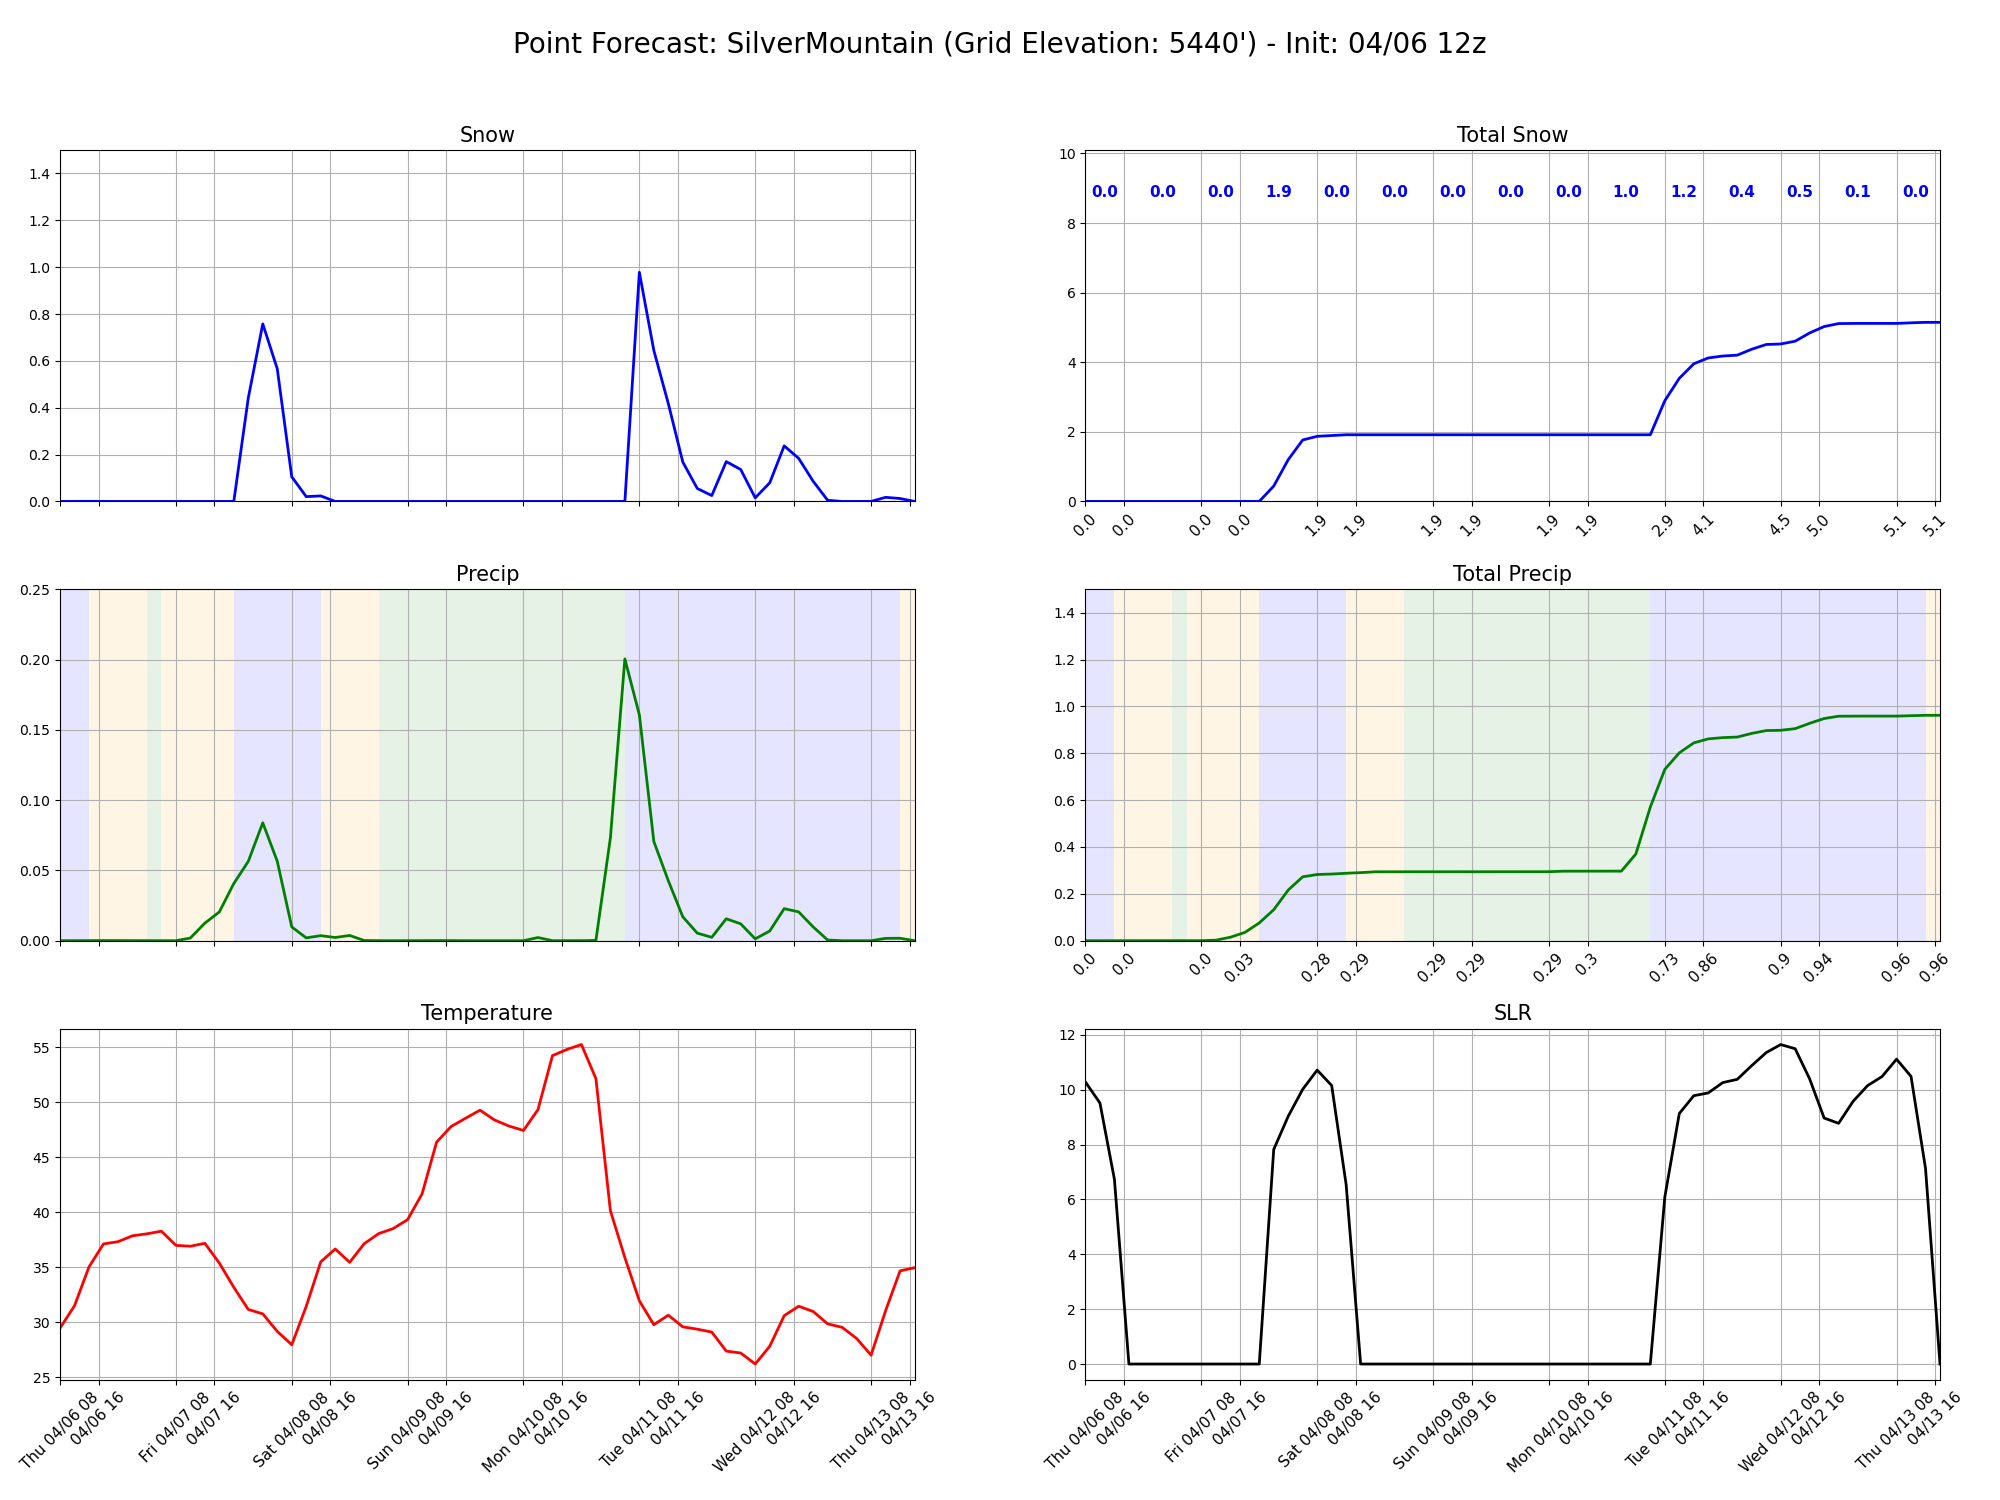 Point Forecast: SilverMountain (Grid Elevation: 5440') - Init: 04/06 12z
Snow
1.4
1.2
1.0
0.8
0.6
0.4
0.2
0.0
Total Snow
10
8
6
4
2
0
0.0 0.0 0.0 1.9 0.0 0.0 0.0 0.0 0.0 1.0 1.2 0.4 0.5 0.1 0.0
0.0 0.0 0.0 0.0 1.9 1.9 1.9 1.9 1.9 1.9 2.9 4.1 4.5 5.0 5.1 5.1
Precip
0.25
0.20
0.15
0.10
0.05
0.00
Total Precip
1.4
1.2
1.0
0.8
0.6
0.4
0.2
0.0
0.0 0.0 0.0 0.03 0.28 0.29 0.29 0.29 0.29 0.3 0.73 0.86 0.9 0.94 0.96 0.96
Temperature
55
50
45
40
35
30
25
Thu 04/06 08
04/06 16
Fri 04/07 08
04/07 16
Sat 04/08 08
04/08 16
Sun 04/09 08
04/09 16
Mon 04/10 08
04/10 16
Tue 04/11 08
04/11 16
Wed 04/12 08
04/12 16
Thu 04/13 08
04/13 16
SLR
12
10
8
6
4
2
0
Thu 04/06 08
04/06 16
Fri 04/07 08
04/07 16
Sat 04/08 08
04/08 16
Sun 04/09 08
04/09 16
Mon 04/10 08
04/10 16
Tue 04/11 08
04/11 16
Wed 04/12 08
04/12 16
Thu 04/13 08
04/13 16